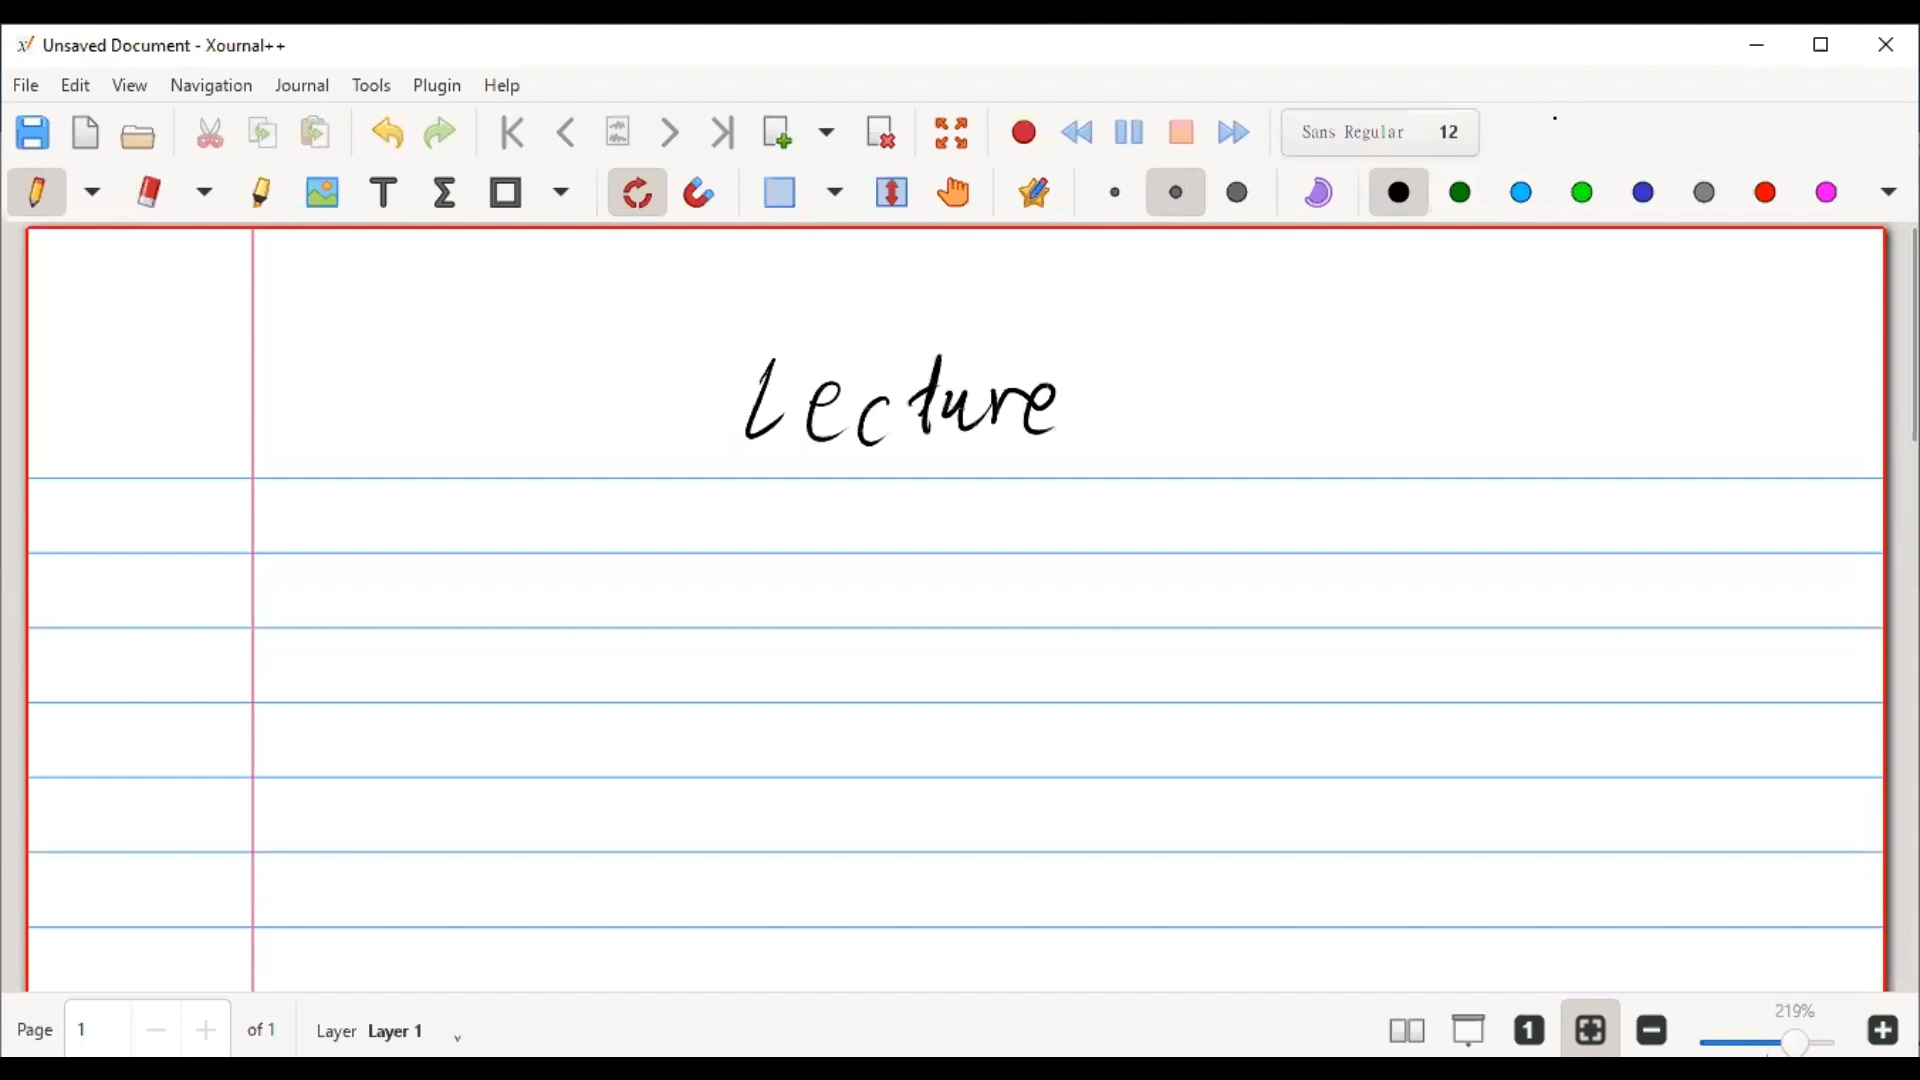 Unsaved Document - Xournal++
File Edit View Navigation Journal Tools Plugin Help
Sans Regular 12
Lecture
Page 1 of 1 Layer Layer 1
219%